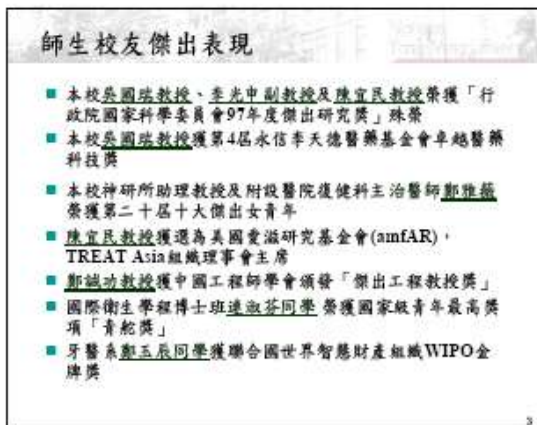 師生校友傑出表現
本校吳國瑞教授、李光申副教授及陳宜民教授榮獲「行
政院國家科學委員會97年度傑出研究獎」殊榮
本校吳國瑞教授獲第4屆永信李天德醫藥基金會卓越醫藥
科技獎
本校神研所助理教授及附設醫院復健科主治醫師鄭雅薇
榮獲第二十屆十大傑出女青年
陳宜民教授獲選為美國愛滋研究基金會(amfAR),
TREAT Asia組織理事會主席
鄭誠功教授獲中國工程師學會頒發「傑出工程教授獎」
國際衛生學程博士班連淑芬同學 榮獲國家級青年最高獎
項「青舵獎」
牙醫系鄭玉辰同學獲聯合國世界智慧財產組織WIPO金
牌獎
3